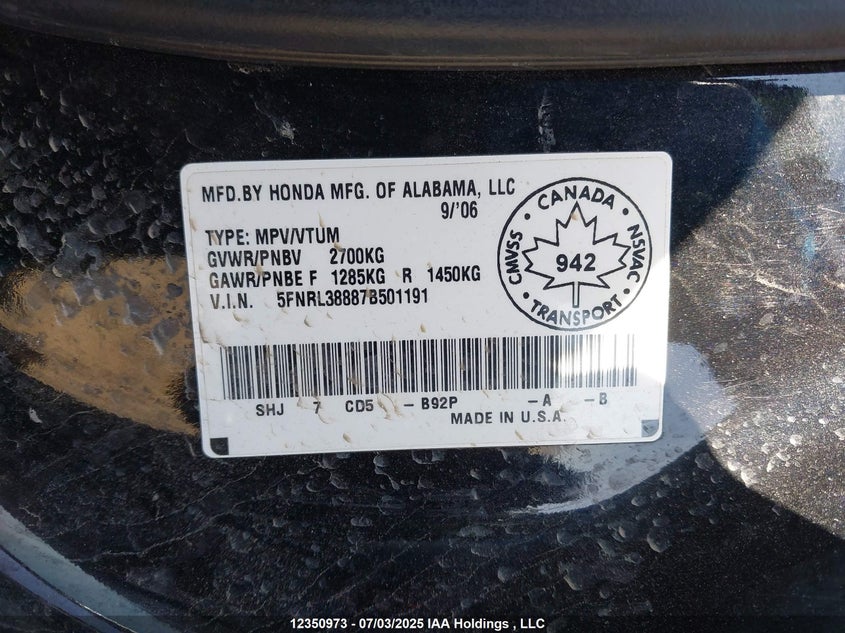 MFD.BY HONDA MFG. OF ALABAMA, LLC
9/'06
TYPE: MPV/VTUM
GVWR/PNBV 2700KG
GAWR/PNBE F 1285KG R 1450KG
V.I.N. 5FNRL38887B501191
CANADA
CMVSS
NSVAC
942
TRANSPORT
SHJ 7 CD5 -B92P -A -B
MADE IN U.S.A.
12350973 - 07/03/2025 IAA Holdings , LLC